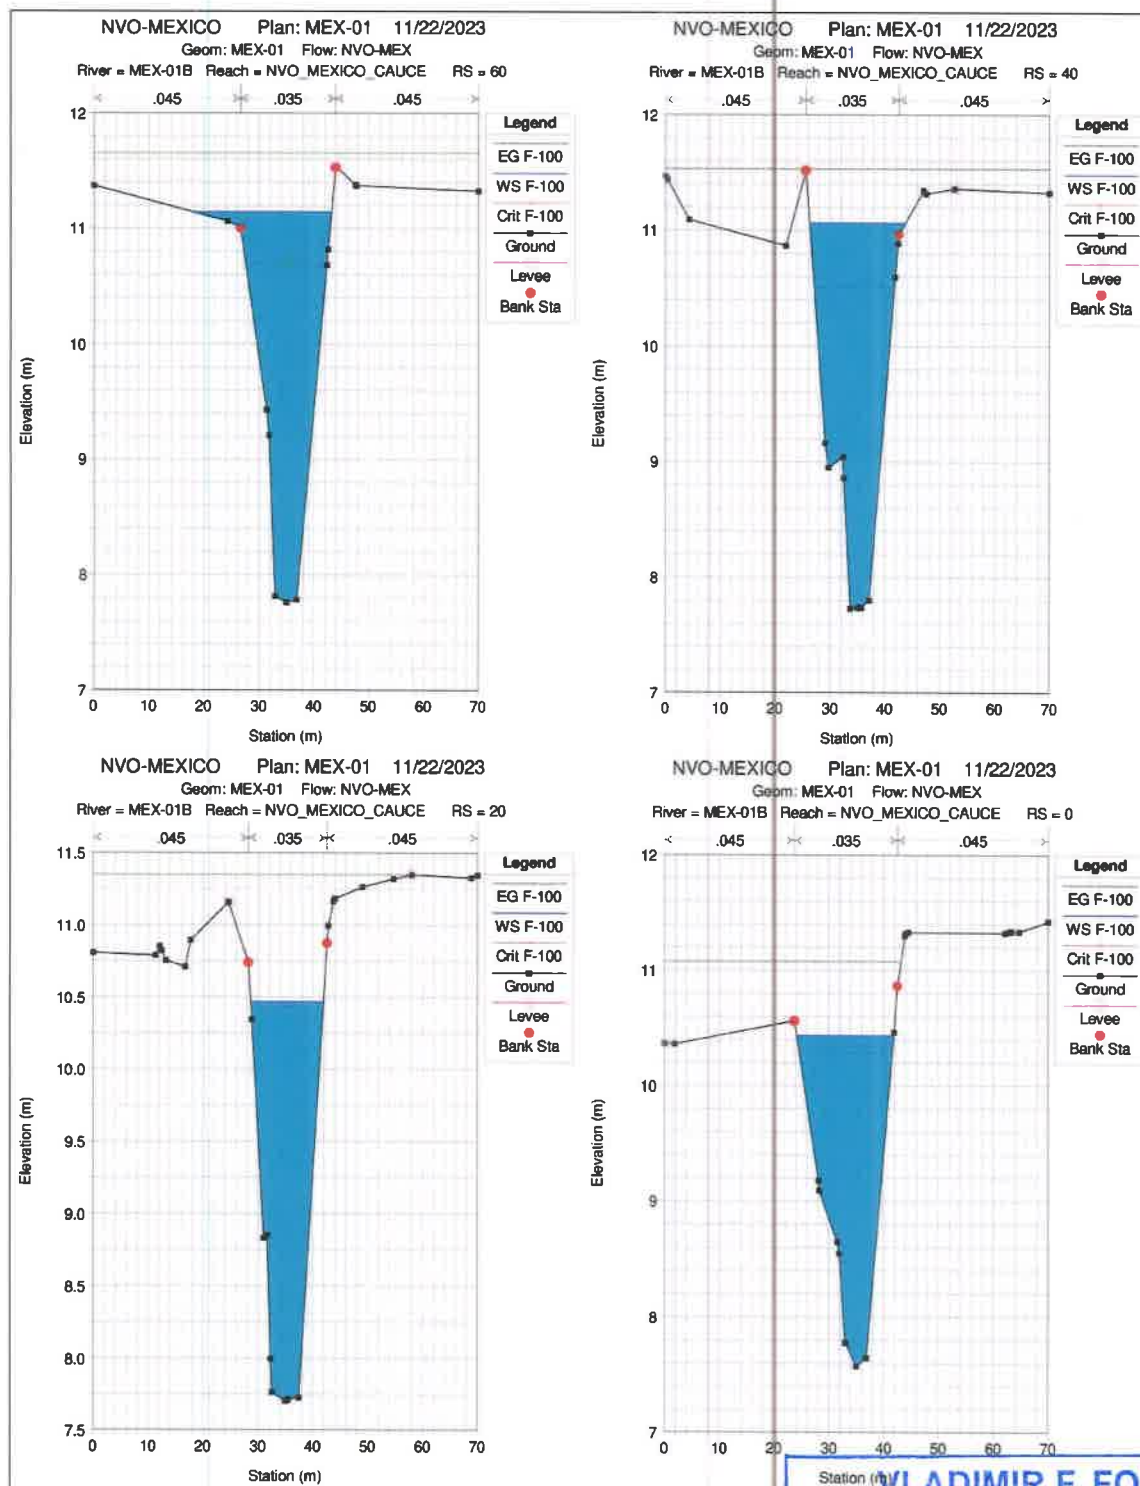 NVO-MEXICO Plan: MEX-01 11/22/2023
Geom: MEX-01 Flow: NVO-MEX
River = MEX-01B Reach = NVO_MEXICO_CAUCE RS = 60
.045 .035 .045
12
11
10
9
8
7
Elevation (m)
0 10 20 30 40 50 60 70
Station (m)
Legend
EG F-100
WS F-100
Crit F-100
Ground
Levee
Bank Sta
NVO-MEXICO Plan: MEX-01 11/22/2023
Geom: MEX-01 Flow: NVO-MEX
River = MEX-01B Reach = NVO_MEXICO_CAUCE RS = 40
.045 .035 .045
12
11
10
9
8
7
Elevation (m)
0 10 20 30 40 50 60 70
Station (m)
Legend
EG F-100
WS F-100
Crit F-100
Ground
Levee
Bank Sta
NVO-MEXICO Plan: MEX-01 11/22/2023
Geom: MEX-01 Flow: NVO-MEX
River = MEX-01B Reach = NVO_MEXICO_CAUCE RS = 20
.045 .035 .045
11.5
11.0
10.5
10.0
9.5
9.0
8.5
8.0
7.5
Elevation (m)
0 10 20 30 40 50 60 70
Station (m)
Legend
EG F-100
WS F-100
Crit F-100
Ground
Levee
Bank Sta
NVO-MEXICO Plan: MEX-01 11/22/2023
Geom: MEX-01 Flow: NVO-MEX
River = MEX-01B Reach = NVO_MEXICO_CAUCE RS = 0
.045 .035 .045
12
11
10
9
8
7
Elevation (m)
0 10 20 30 40 50 60 70
Station (m)
Legend
EG F-100
WS F-100
Crit F-100
Ground
Levee
Bank Sta
VLADIMIR F. FO